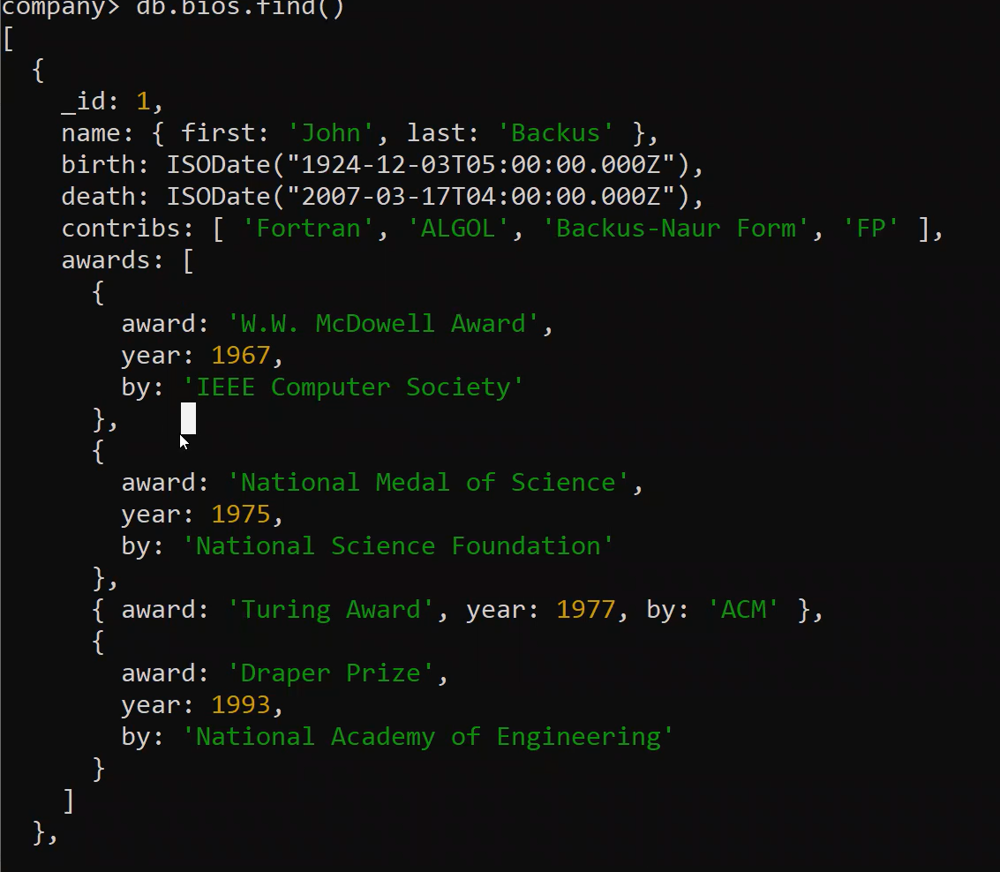 company> db.bios.find()
[
  {
    _id: 1,
    name: { first: 'John', last: 'Backus' },
    birth: ISODate("1924-12-03T05:00:00.000Z"),
    death: ISODate("2007-03-17T04:00:00.000Z"),
    contribs: [ 'Fortran', 'ALGOL', 'Backus-Naur Form', 'FP' ],
    awards: [
      {
        award: 'W.W. McDowell Award',
        year: 1967,
        by: 'IEEE Computer Society'
      },
      {
        award: 'National Medal of Science',
        year: 1975,
        by: 'National Science Foundation'
      },
      { award: 'Turing Award', year: 1977, by: 'ACM' },
      {
        award: 'Draper Prize',
        year: 1993,
        by: 'National Academy of Engineering'
      }
    ]
  },